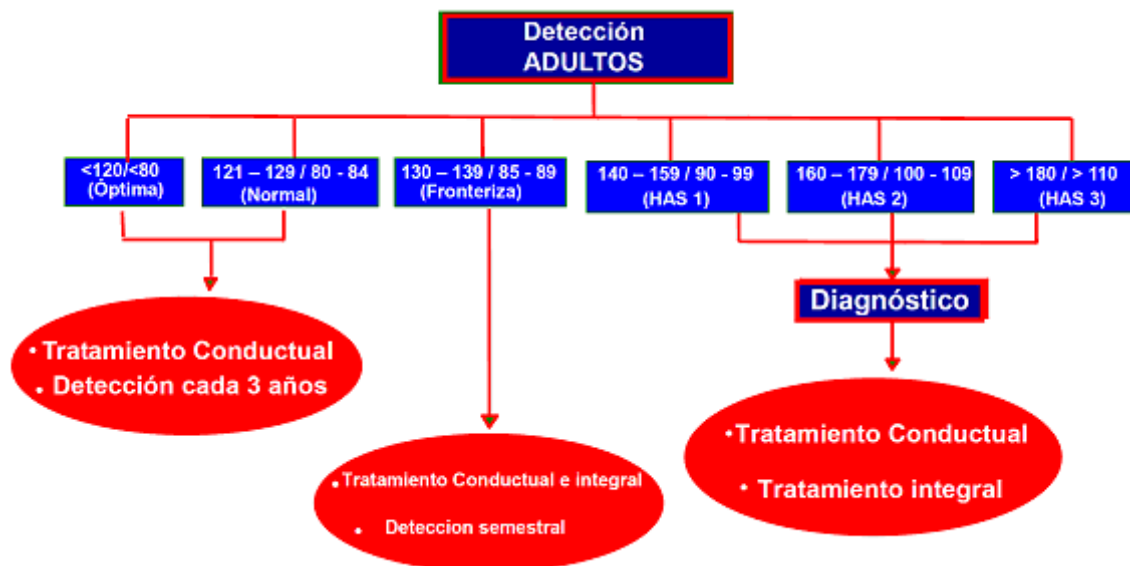 Detección
ADULTOS
<120/<80
(Óptima)
121 – 129 / 80 - 84
(Normal)
130 – 139 / 85 - 89
(Fronteriza)
140 – 159 / 90 - 99
(HAS 1)
160 – 179 / 100 - 109
(HAS 2)
> 180 / > 110
(HAS 3)
Diagnóstico
• Tratamiento Conductual
• Detección cada 3 años
• Tratamiento Conductual e integral
• Deteccion semestral
• Tratamiento Conductual
• Tratamiento integral